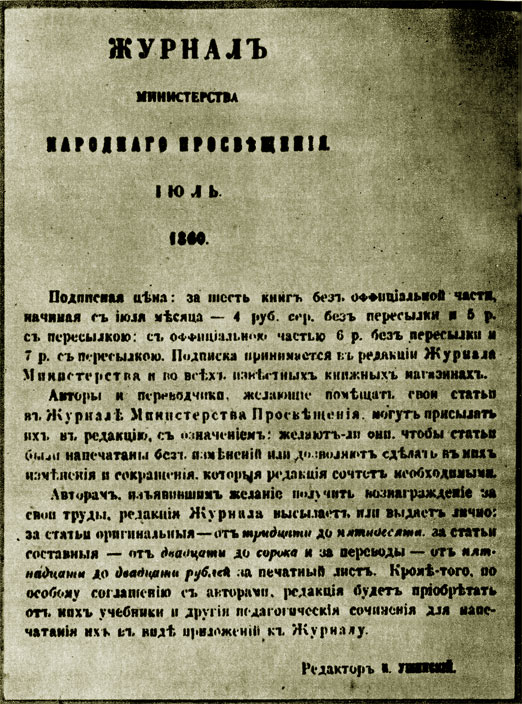 ЖУРНАЛЪ
МИНИСТЕРСТВА
НАРОДНАГО ПРОСВѢЩЕНІЯ.
ІЮЛЬ.
1860.
Подписная цѣна: за шесть книгъ безъ оффиціальной части,
начиная съ іюля мѣсяца — 4 руб. сер. безъ пересылки и 5 р.
съ пересылкою; съ оффиціальною частью 6 р. безъ пересылки и
7 р. съ пересылкою. Подписка принимается въ редакціи Журнала
Министерства и во всѣхъ извѣстныхъ книжныхъ магазинахъ.
Авторы и переводчики, желающіе помѣщать свои статьи
въ Журналѣ Министерства Просвѣщенія, могутъ присылать
ихъ въ редакцію, съ означеніемъ: желаютъ-ли они, чтобы статьи
были напечатаны безъ измѣненій или дозволяютъ сдѣлать въ нихъ
измѣненія и сокращенія, которыя редакція сочтетъ необходимыми.
Авторамъ, изъявившимъ желаніе получить вознагражденіе за
свои труды, редакція Журнала высылаетъ или выдаетъ лично:
за статьи оригинальныя — отъ тридцати до пятидесяти, за статьи
составныя — отъ двадцати до сорока и за переводы — отъ пят-
надцати до двадцати рублей за печатный листъ. Кромѣ-того, по
особому соглашенію съ авторами, редакція будетъ пріобрѣтать
отъ нихъ учебники и другія педагогическія сочиненія для напе-
чатанія ихъ въ видѣ приложеній къ Журналу.
Редакторъ К. Ушинскій.